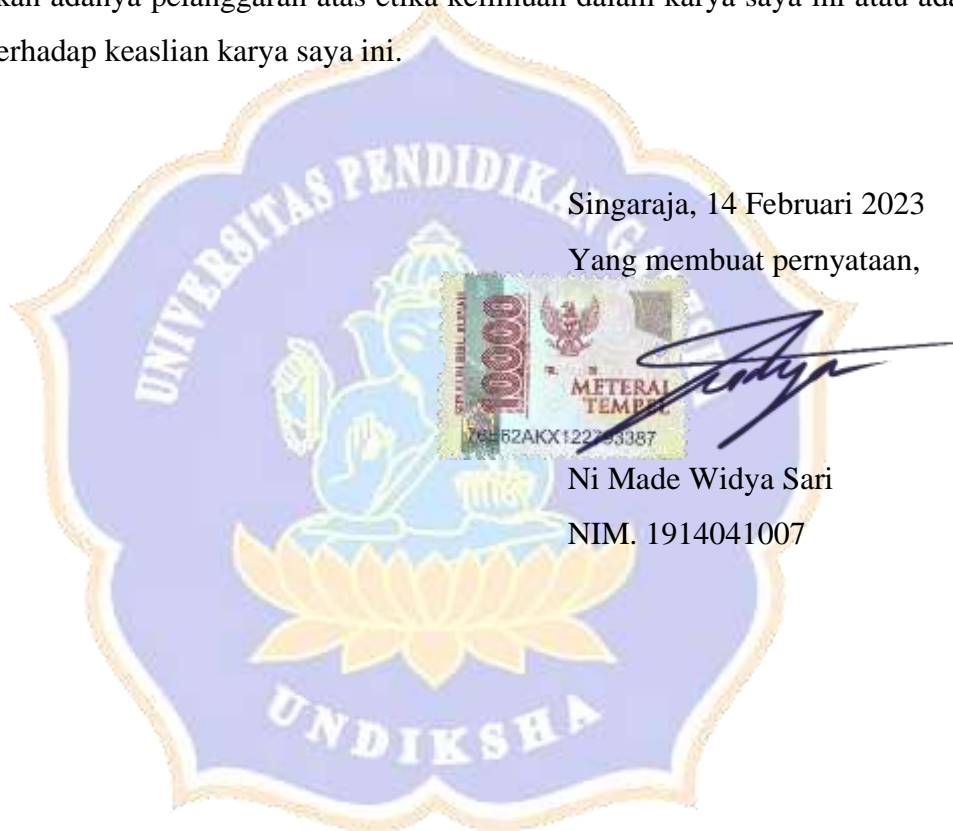 kan adanya pelanggaran atas etika keilmuan dalam karya saya ini atau ada
erhadap keaslian karya saya ini.
UNIVERSITAS PENDIDIKAN
Singaraja, 14 Februari 2023
Yang membuat pernyataan,
10000
METERAI
TEMPEL
Ni Made Widya Sari
NIM. 1914041007
UNDIKSHA